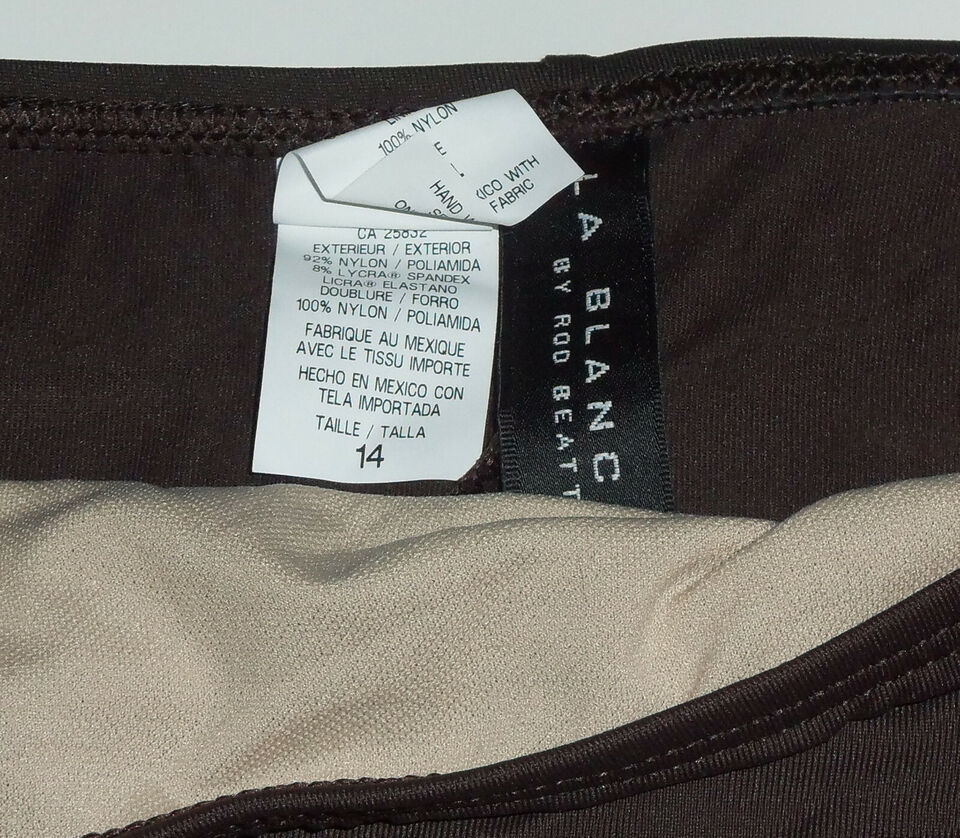 100% NYLON
E
HAND
ICO WITH
FABRIC
CA 25832
EXTERIEUR / EXTERIOR
92% NYLON / POLIAMIDA
8% LYCRA® SPANDEX
LICRA® ELASTANO
DOUBLURE / FORRO
100% NYLON / POLIAMIDA
FABRIQUE AU MEXIQUE
AVEC LE TISSU IMPORTE
HECHO EN MEXICO CON
TELA IMPORTADA
TAILLE / TALLA
14
LA BLANC
BY ROD BEATT